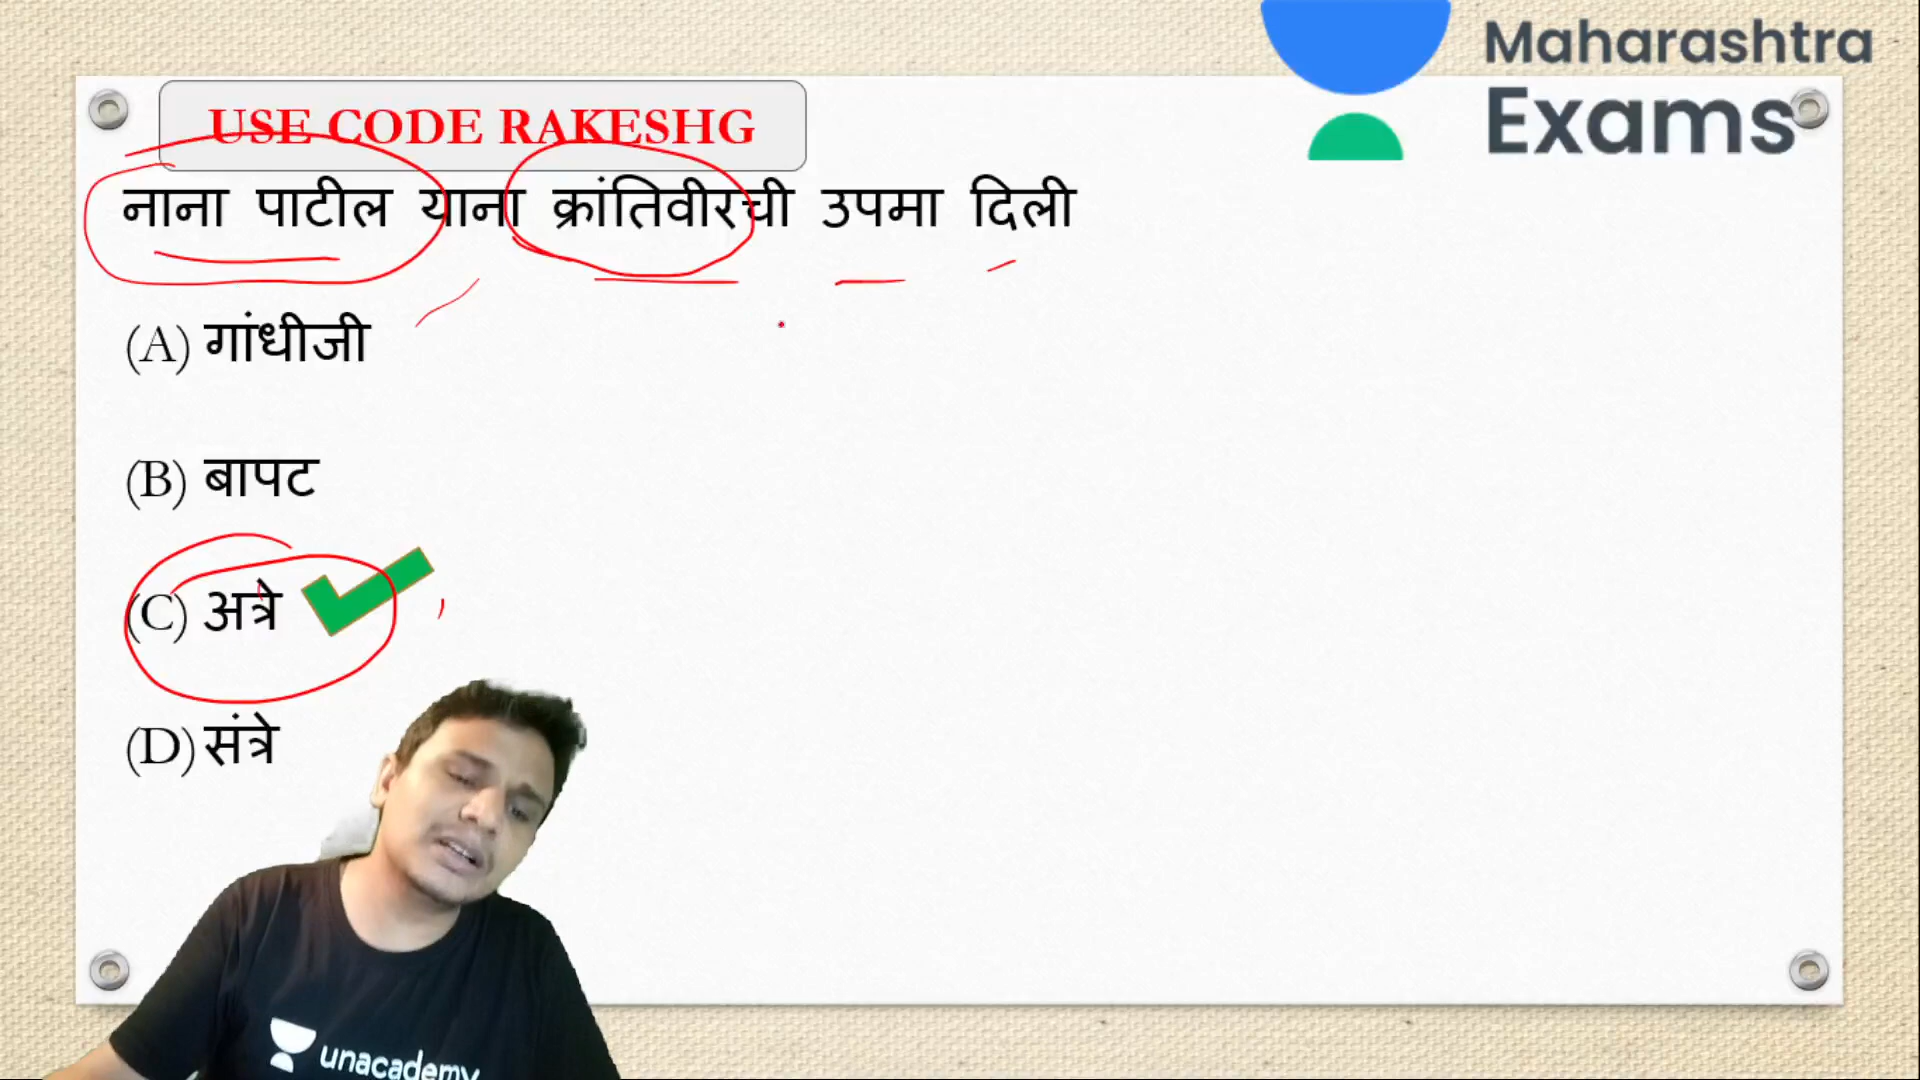 Maharashtra
Exams
USE CODE RAKESHG
नाना पाटील याना क्रांतिवीरची उपमा दिली
(A) गांधीजी
(B) बापट
(C) अत्रे
(D) संत्रे
unacademy